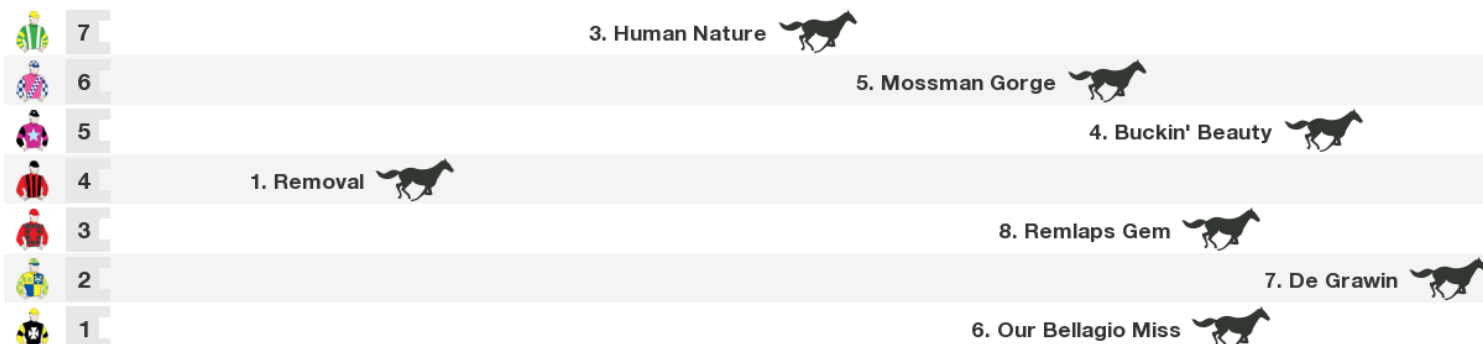 7 3. Human Nature
6 5. Mossman Gorge
5 4. Buckin' Beauty
4 1. Removal
3 8. Remlaps Gem
2 7. De Grawin
1 6. Our Bellagio Miss